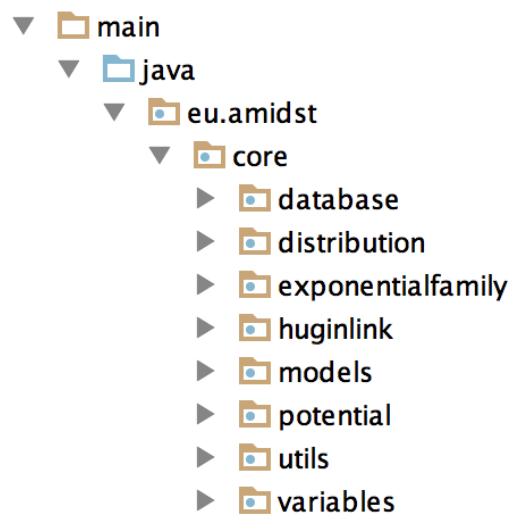 main
java
eu.amidst
core
database
distribution
exponentialfamily
huginlink
models
potential
utils
variables